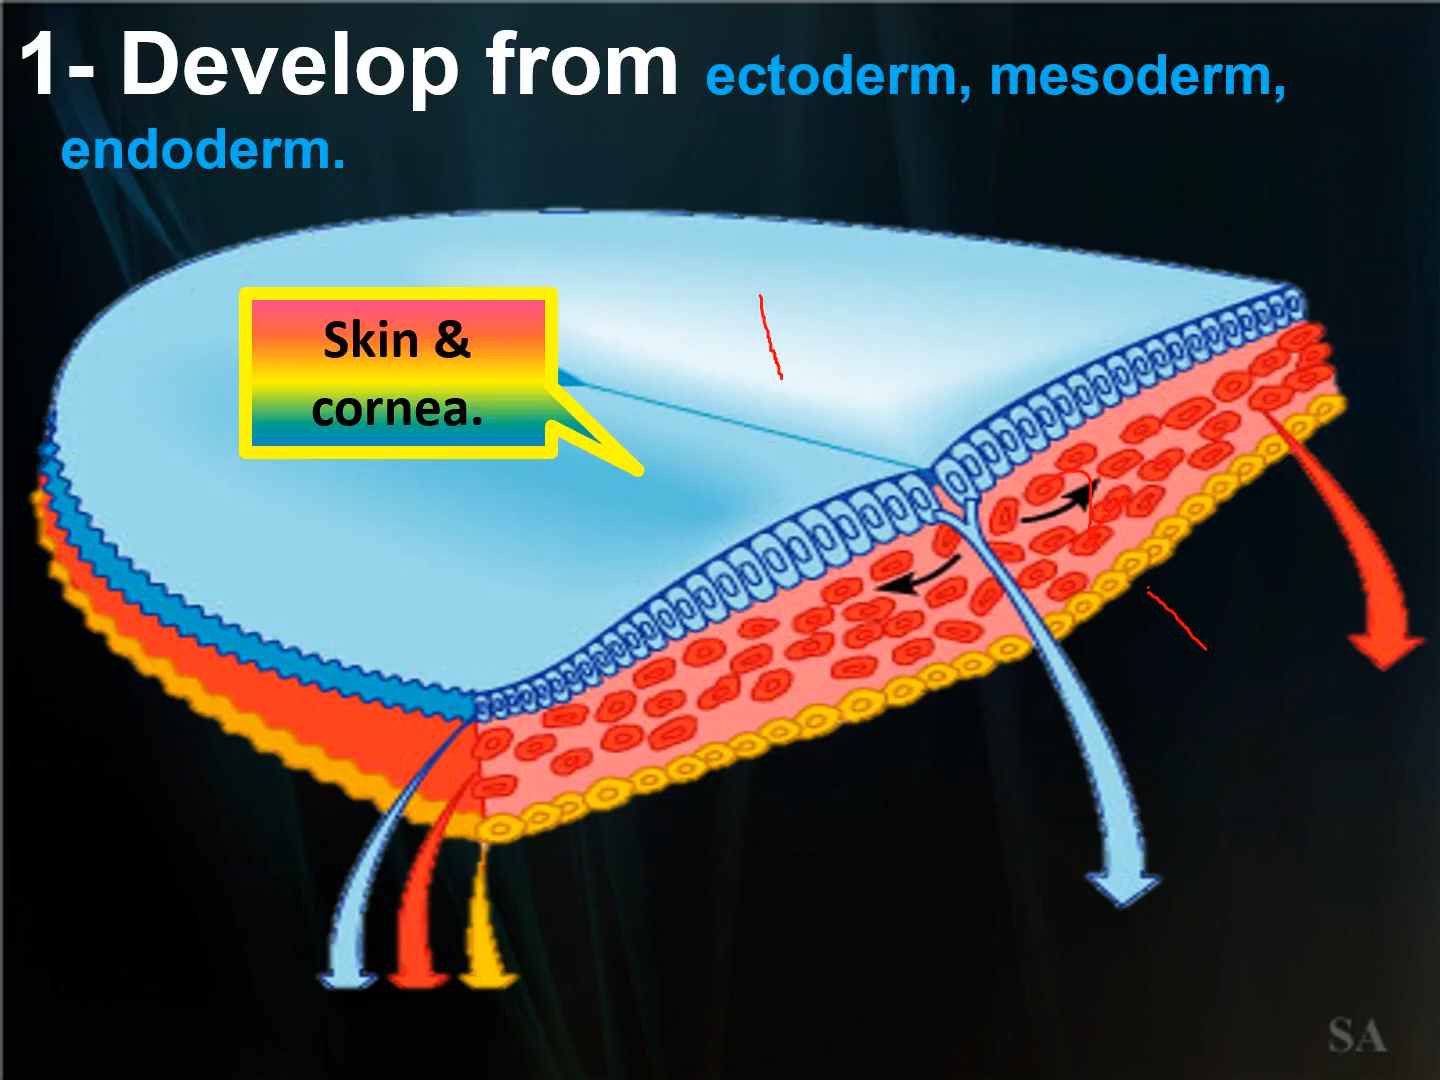 1- Develop from ectoderm, mesoderm,
endoderm.
Skin &
cornea.
SA